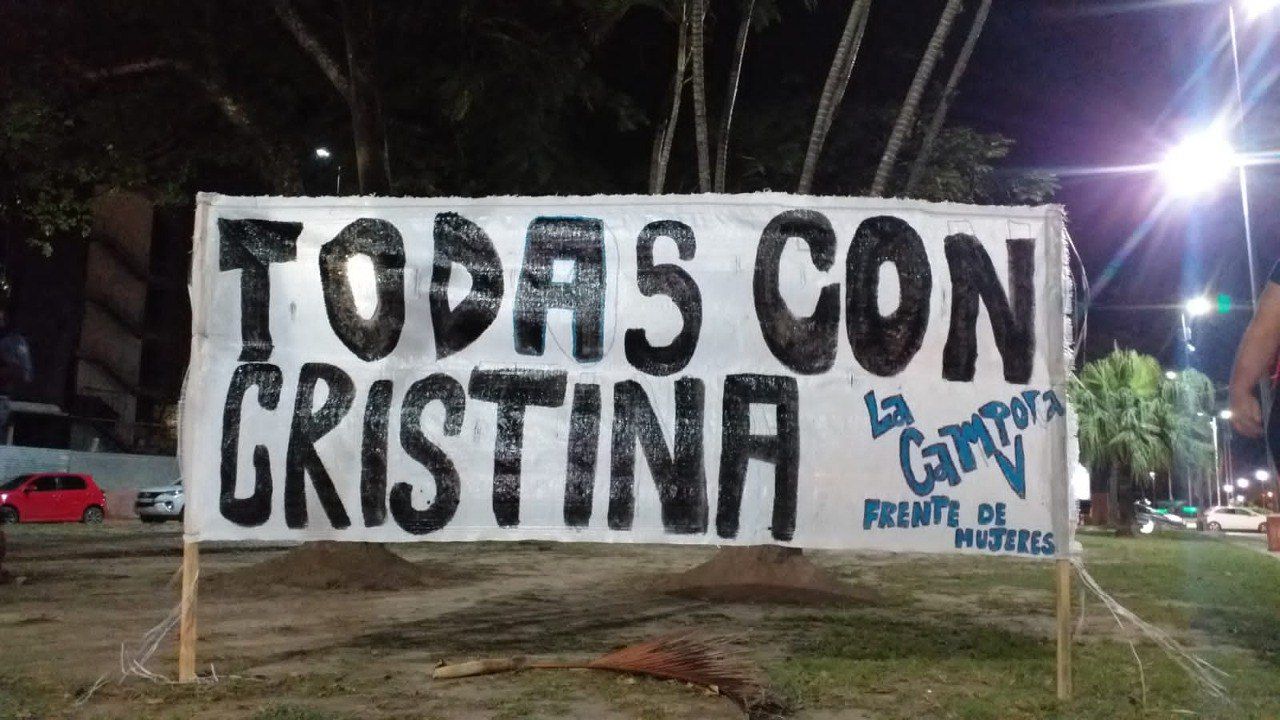 TODAS CON
CRISTINA
La
Campora
FRENTE DE
MUJERES